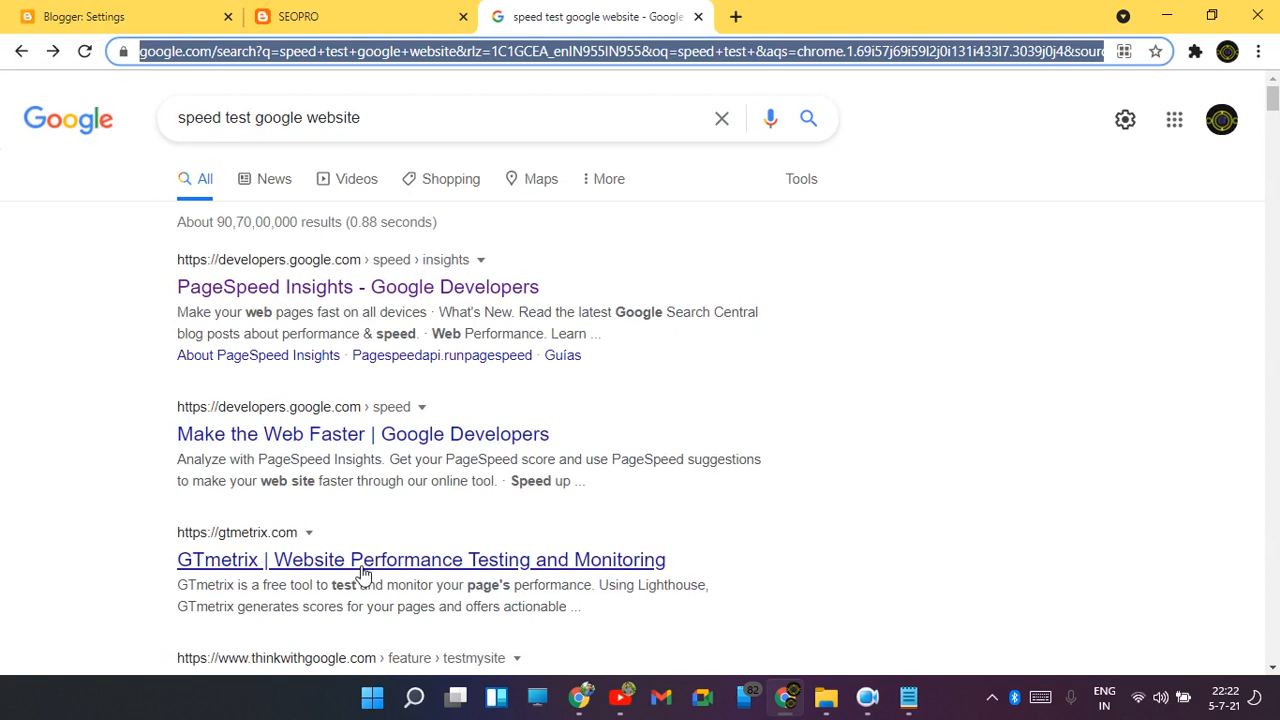 Blogger: Settings
SEOPRO
speed test google website - Google
google.com/search?q=speed+test+google+website&rlz=1C1GCEA_enIN955IN955&oq=speed+test+&aqs=chrome.1.69i57j69i59l2j0i131i433l7.3039j0j4&sourc
Google
speed test google website
All
News
Videos
Shopping
Maps
More
Tools
About 90,70,00,000 results (0.88 seconds)
https://developers.google.com › speed › insights
PageSpeed Insights - Google Developers
Make your web pages fast on all devices · What's New. Read the latest Google Search Central
blog posts about performance & speed. · Web Performance. Learn ...
About PageSpeed Insights · Pagespeedapi.runpagespeed · Guías
https://developers.google.com › speed
Make the Web Faster | Google Developers
Analyze with PageSpeed Insights. Get your PageSpeed score and use PageSpeed suggestions
to make your web site faster through our online tool. · Speed up ...
https://gtmetrix.com
GTmetrix | Website Performance Testing and Monitoring
GTmetrix is a free tool to test and monitor your page's performance. Using Lighthouse,
GTmetrix generates scores for your pages and offers actionable ...
https://www.thinkwithgoogle.com › feature › testmysite
82
ENG
IN
22:22
5-7-21